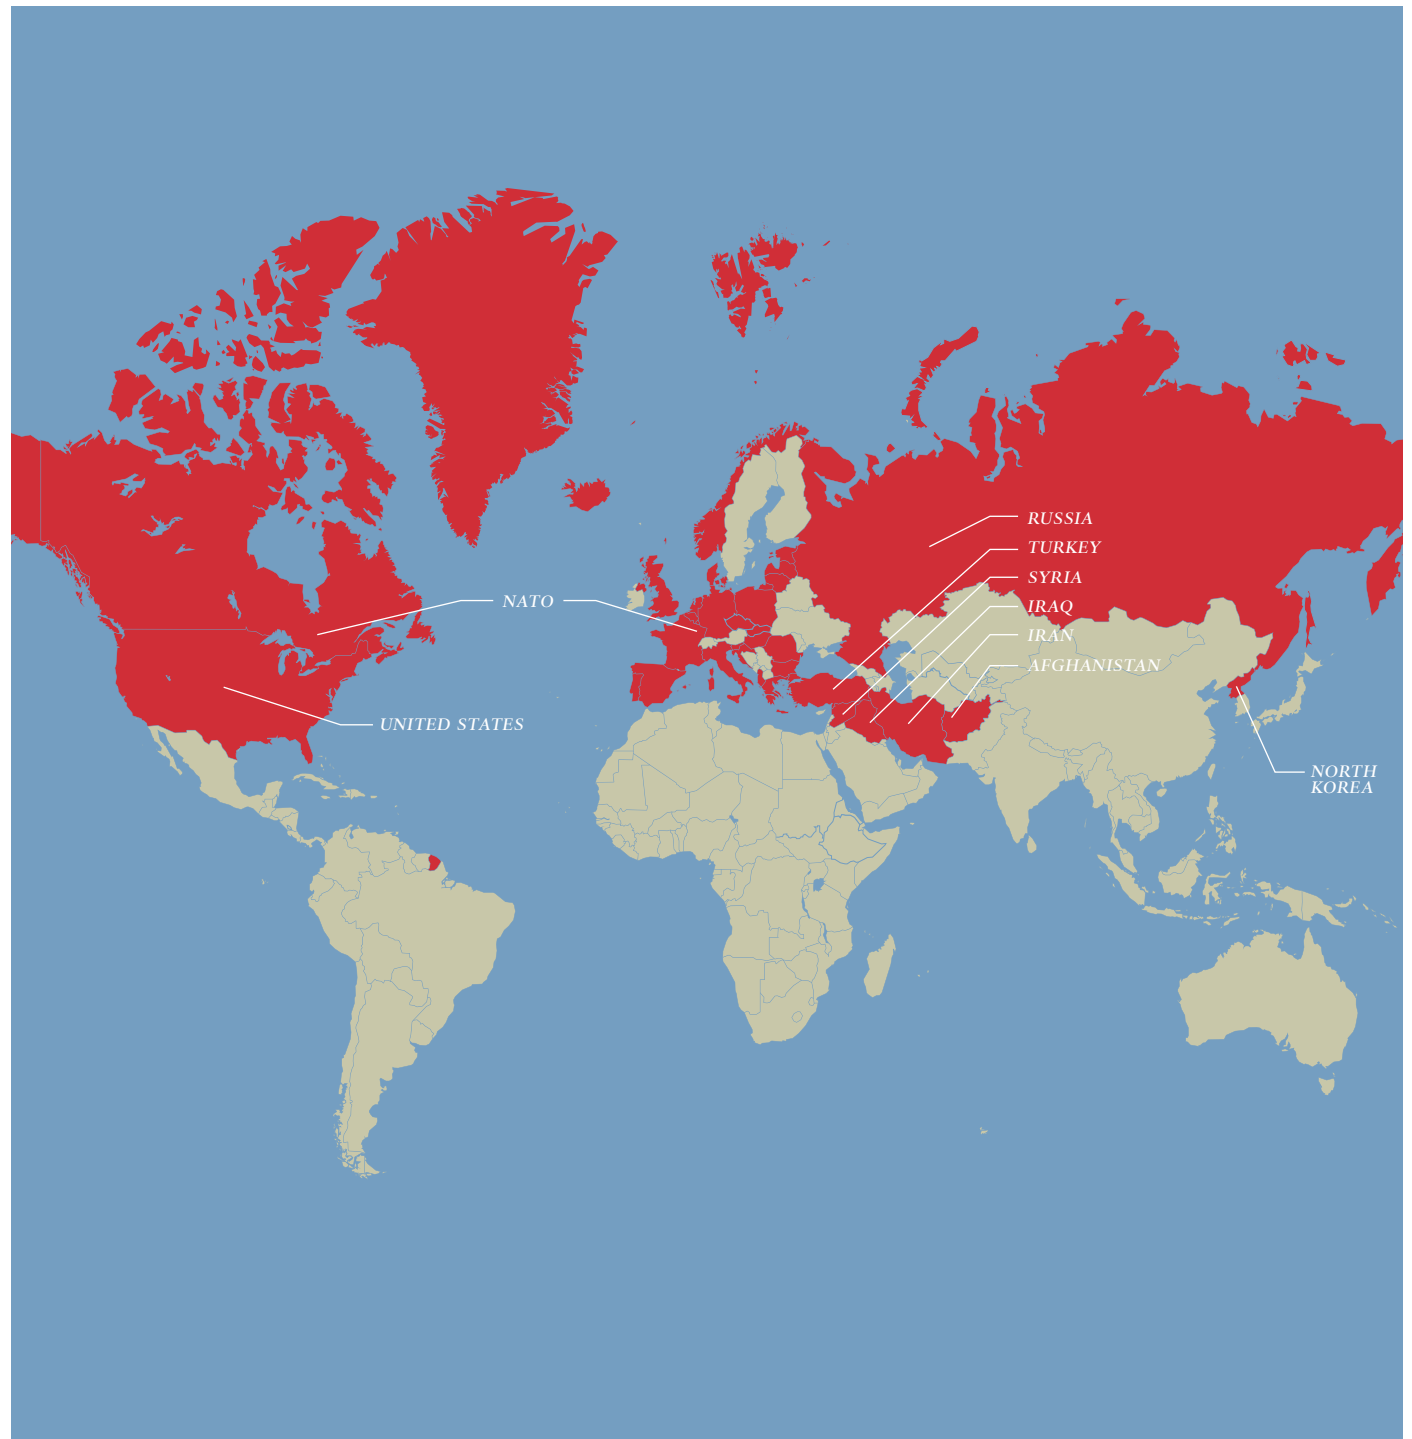 RUSSIA
TURKEY
SYRIA
NATO
IRAQ
IRAN
AFGHANISTAN
UNITED STATES
NORTH
KOREA